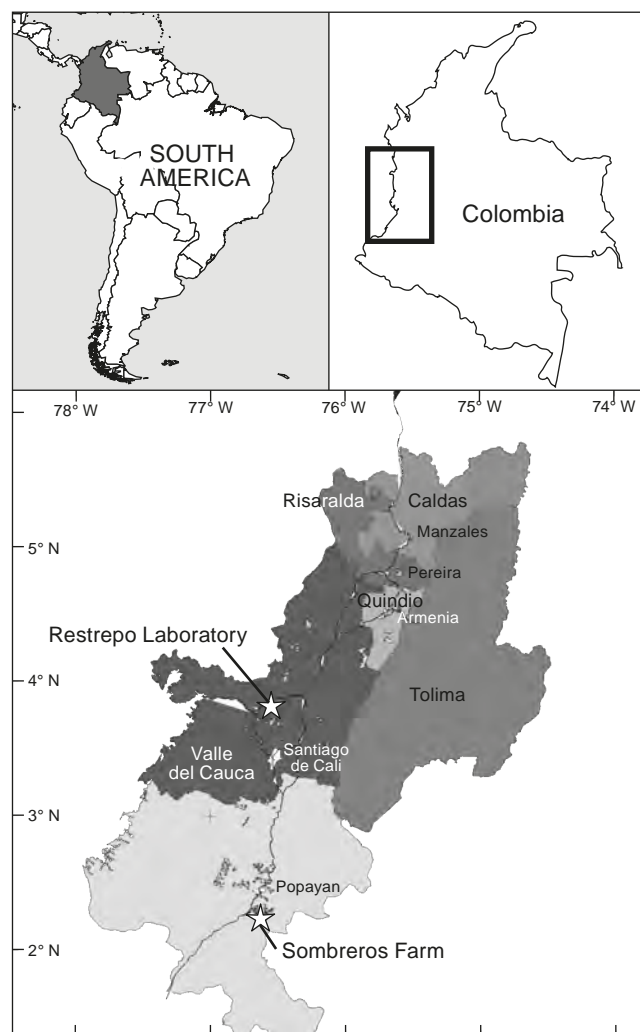 SOUTH
AMERICA
Colombia
78° W
77° W
76° W
75° W
74° W
Risaralda
Caldas
Manzales
5° N
Pereira
Quindio
Armenia
Restrepo Laboratory
4° N
Tolima
Valle
del Cauca
Santiago
de Cali
3° N
Popayan
2° N
Sombreros Farm